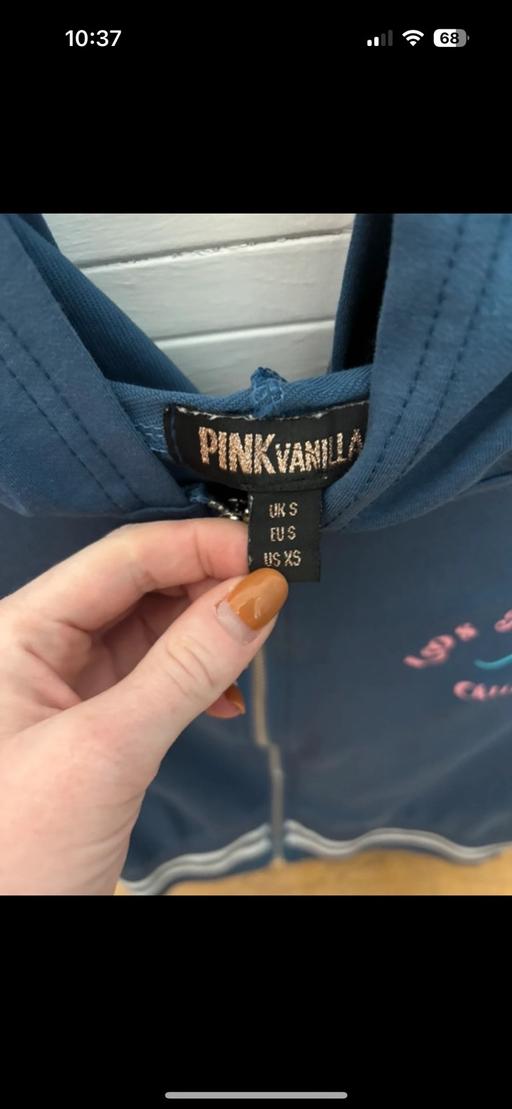 10:37
68
PINKVANILLA
UK S
EU S
US XS